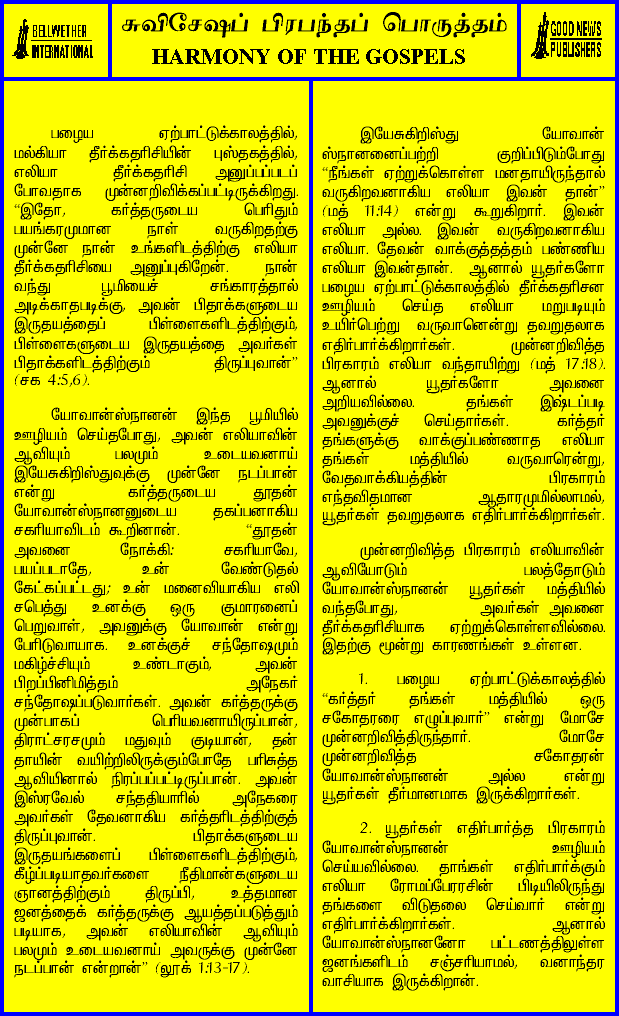 BELLWETHER
INTERNATIONAL
சுவிசேஷப் பிரபந்தப் பொருத்தம்
HARMONY OF THE GOSPELS
GOOD NEWS
PUBLISHERS
பழைய ஏற்பாட்டுக்காலத்தில்,
மல்கியா தீர்க்கதரிசியின் புஸ்தகத்தில்,
எலியா தீர்க்கதரிசி அனுப்பப்படப்
போவதாக முன்னறிவிக்கப்பட்டிருக்கிறது.
“இதோ, கர்த்தருடைய பெரிதும்
பயங்கரமுமான நாள் வருகிறதற்கு
முன்னே நான் உங்களிடத்திற்கு எலியா
தீர்க்கதரிசியை அனுப்புகிறேன். நான்
வந்து பூமியைச் சங்காரத்தால்
அடிக்காதபடிக்கு, அவன் பிதாக்களுடைய
இருதயத்தைப் பிள்ளைகளிடத்திற்கும்,
பிள்ளைகளுடைய இருதயத்தை அவர்கள்
பிதாக்களிடத்திற்கும் திருப்புவான்”
(சக 4:5,6).
யோவான்ஸ்நானன் இந்த பூமியில்
ஊழியம் செய்தபோது, அவன் எலியாவின்
ஆவியும் பலமும் உடையவனாய்
இயேசுகிறிஸ்துவுக்கு முன்னே நடப்பான்
என்று கர்த்தருடைய தூதன்
யோவான்ஸ்நானனுடைய தகப்பனாகிய
சகரியாவிடம் கூறினான். “தூதன்
அவனை நோக்கி: சகரியாவே,
பயப்படாதே, உன் வேண்டுதல்
கேட்கப்பட்டது; உன் மனைவியாகிய எலி
சபெத்து உனக்கு ஒரு குமாரனைப்
பெறுவாள், அவனுக்கு யோவான் என்று
பேரிடுவாயாக. உனக்குச் சந்தோஷமும்
மகிழ்ச்சியும் உண்டாகும், அவன்
பிறப்பினிமித்தம் அநேகர்
சந்தோஷப்படுவார்கள். அவன் கர்த்தருக்கு
முன்பாகப் பெரியவனாயிருப்பான்,
திராட்சரசமும் மதுவும் குடியான், தன்
தாயின் வயிற்றிலிருக்கும்போதே பரிசுத்த
ஆவியினால் நிரப்பப்பட்டிருப்பான். அவன்
இஸ்ரவேல் சந்ததியாரில் அநேகரை
அவர்கள் தேவனாகிய கர்த்தரிடத்திற்குத்
திருப்புவான். பிதாக்களுடைய
இருதயங்களைப் பிள்ளைகளிடத்திற்கும்,
கீழ்ப்படியாதவர்களை நீதிமான்களுடைய
ஞானத்திற்கும் திருப்பி, உத்தமான
ஜனத்தைக் கர்த்தருக்கு ஆயத்தப்படுத்தும்
படியாக, அவன் எலியாவின் ஆவியும்
பலமும் உடையவனாய் அவருக்கு முன்னே
நடப்பான் என்றான்” (லூக் 1:13-17).
இயேசுகிறிஸ்து யோவான்
ஸ்நானனைப்பற்றி குறிப்பிடும்போது
“நீங்கள் ஏற்றுக்கொள்ள மனதாயிருந்தால்
வருகிறவனாகிய எலியா இவன் தான்”
(மத் 11:14) என்று கூறுகிறார். இவன்
எலியா அல்ல. இவன் வருகிறவனாகிய
எலியா. தேவன் வாக்குத்தத்தம் பண்ணிய
எலியா இவன்தான். ஆனால் யூதர்களோ
பழைய ஏற்பாட்டுக்காலத்தில் தீர்க்கதரிசன
ஊழியம் செய்த எலியா மறுபடியும்
உயிர்பெற்று வருவானென்று தவறுதலாக
எதிர்பார்க்கிறார்கள். முன்னறிவித்த
பிரகாரம் எலியா வந்தாயிற்று (மத் 17:18).
ஆனால் யூதர்களோ அவனை
அறியவில்லை. தங்கள் இஷ்டப்படி
அவனுக்குச் செய்தார்கள். கர்த்தர்
தங்களுக்கு வாக்குப்பண்ணாத எலியா
தங்கள் மத்தியில் வருவாரென்று,
வேதவாக்கியத்தின் பிரகாரம்
எந்தவிதமான ஆதாரமுமில்லாமல்,
யூதர்கள் தவறுதலாக எதிர்பார்க்கிறார்கள்.
முன்னறிவித்த பிரகாரம் எலியாவின்
ஆவியோடும் பலத்தோடும்
யோவான்ஸ்நானன் யூதர்கள் மத்தியில்
வந்தபோது, அவர்கள் அவனை
தீர்க்கதரிசியாக ஏற்றுக்கொள்ளவில்லை.
இதற்கு மூன்று காரணங்கள் உள்ளன.
1. பழைய ஏற்பாட்டுக்காலத்தில்
“கர்த்தர் தங்கள் மத்தியில் ஒரு
சகோதரரை எழுப்புவார்” என்று மோசே
முன்னறிவித்திருந்தார். மோசே
முன்னறிவித்த சகோதரன்
யோவான்ஸ்நானன் அல்ல என்று
யூதர்கள் தீர்மானமாக இருக்கிறார்கள்.
2. யூதர்கள் எதிர்பார்த்த பிரகாரம்
யோவான்ஸ்நானன் ஊழியம்
செய்யவில்லை. தாங்கள் எதிர்பார்க்கும்
எலியா ரோமப்பேரரசின் பிடியிலிருந்து
தங்களை விடுதலை செய்வார் என்று
எதிர்பார்க்கிறார்கள். ஆனால்
யோவான்ஸ்நானனோ பட்டணத்திலுள்ள
ஜனங்களிடம் சஞ்சரியாமல், வனாந்தர
வாசியாக இருக்கிறான்.